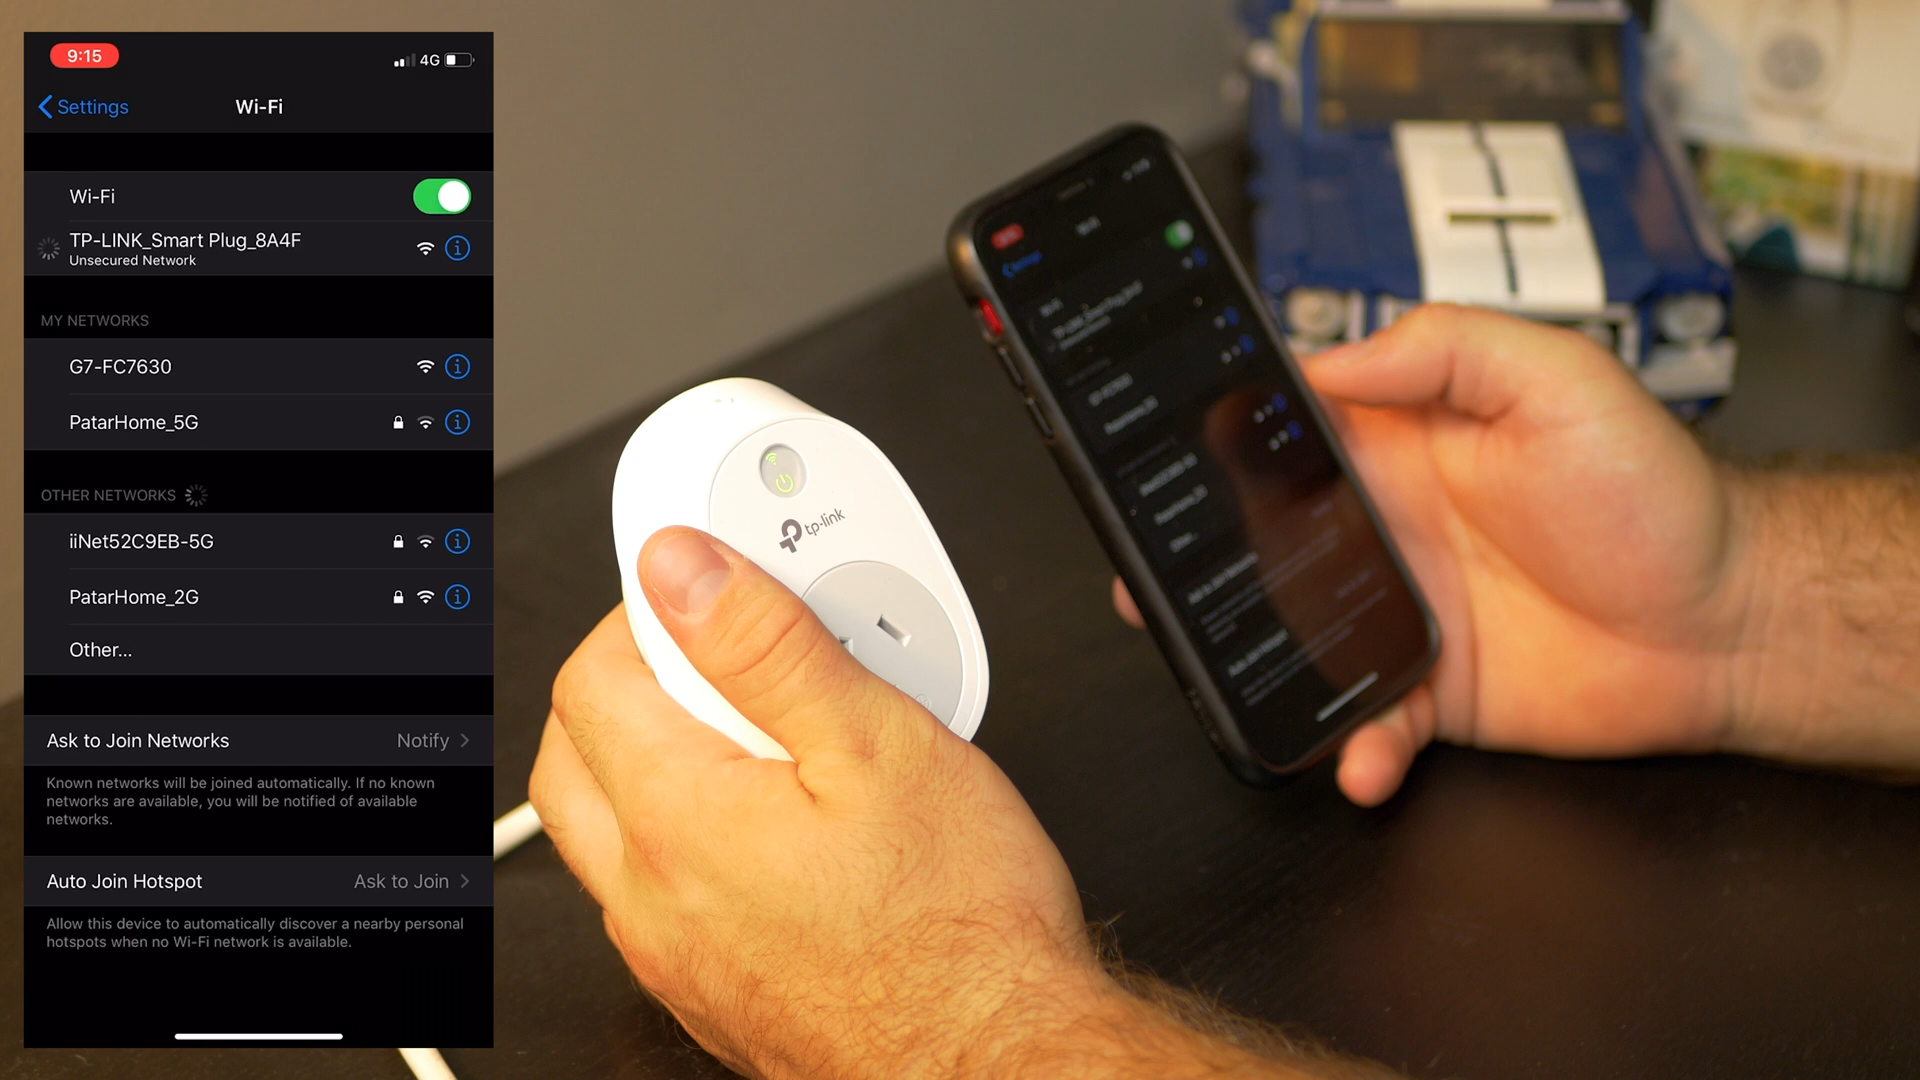 9:15
4G
Settings
Wi-Fi
Wi-Fi
TP-LINK_Smart Plug_8A4F
Unsecured Network
MY NETWORKS
G7-FC7630
PatarHome_5G
OTHER NETWORKS
iiNet52C9EB-5G
PatarHome_2G
Other...
Ask to Join Networks Notify
Known networks will be joined automatically. If no known
networks are available, you will be notified of available
networks.
Auto Join Hotspot Ask to Join
Allow this device to automatically discover a nearby personal
hotspots when no Wi-Fi network is available.
tp-link